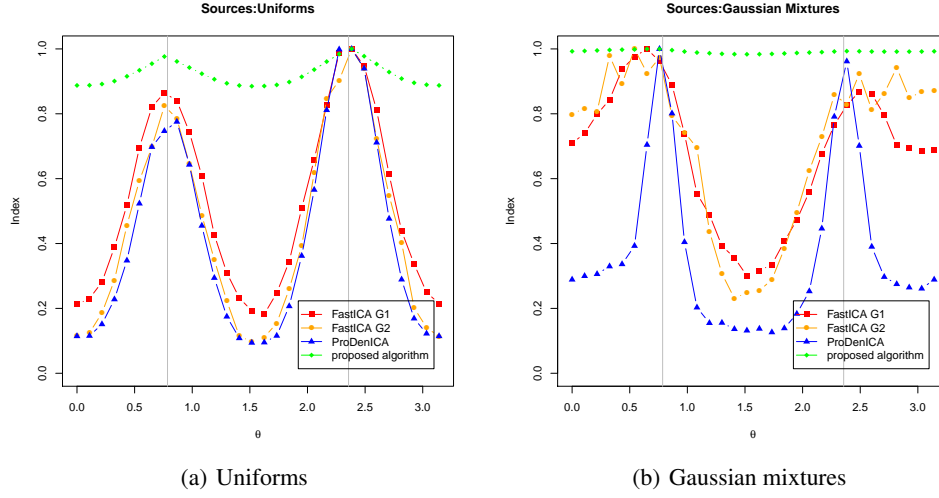 Sources:Uniforms
Index
1.0
0.8
0.6
0.4
0.2
0.0
FastICA G1
FastICA G2
ProDenICA
proposed algorithm
0.0 0.5 1.0 1.5 2.0 2.5 3.0
θ
(a) Uniforms
Sources:Gaussian Mixtures
Index
1.0
0.8
0.6
0.4
0.2
0.0
FastICA G1
FastICA G2
ProDenICA
proposed algorithm
0.0 0.5 1.0 1.5 2.0 2.5 3.0
θ
(b) Gaussian mixtures